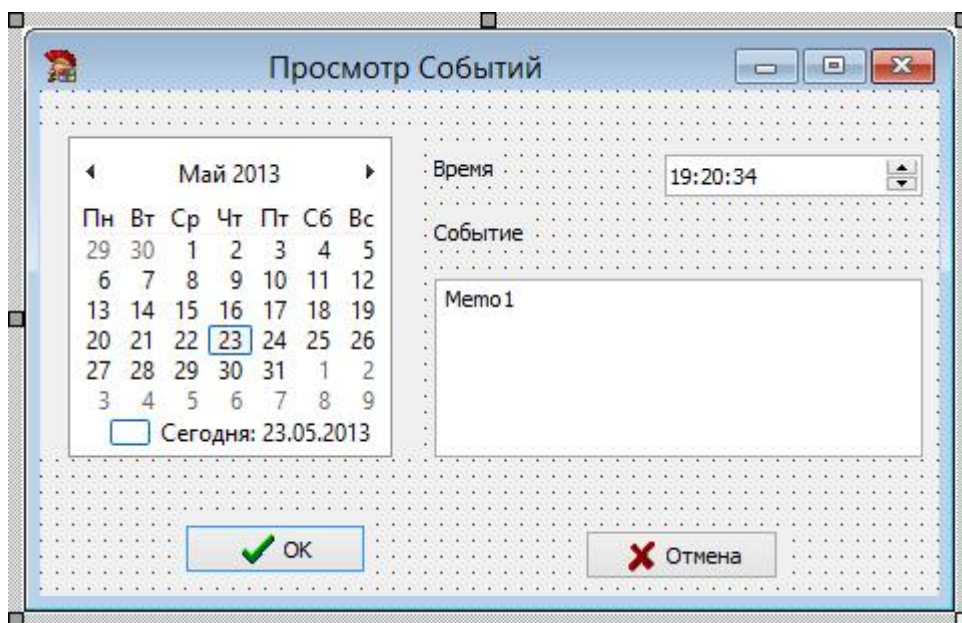 Просмотр Событий
Май 2013
Пн Вт Ср Чт Пт Сб Вс
29 30 1 2 3 4 5
6 7 8 9 10 11 12
13 14 15 16 17 18 19
20 21 22 23 24 25 26
27 28 29 30 31 1 2
3 4 5 6 7 8 9
Сегодня: 23.05.2013
Время
19:20:34
Событие
Memo1
OK
Отмена